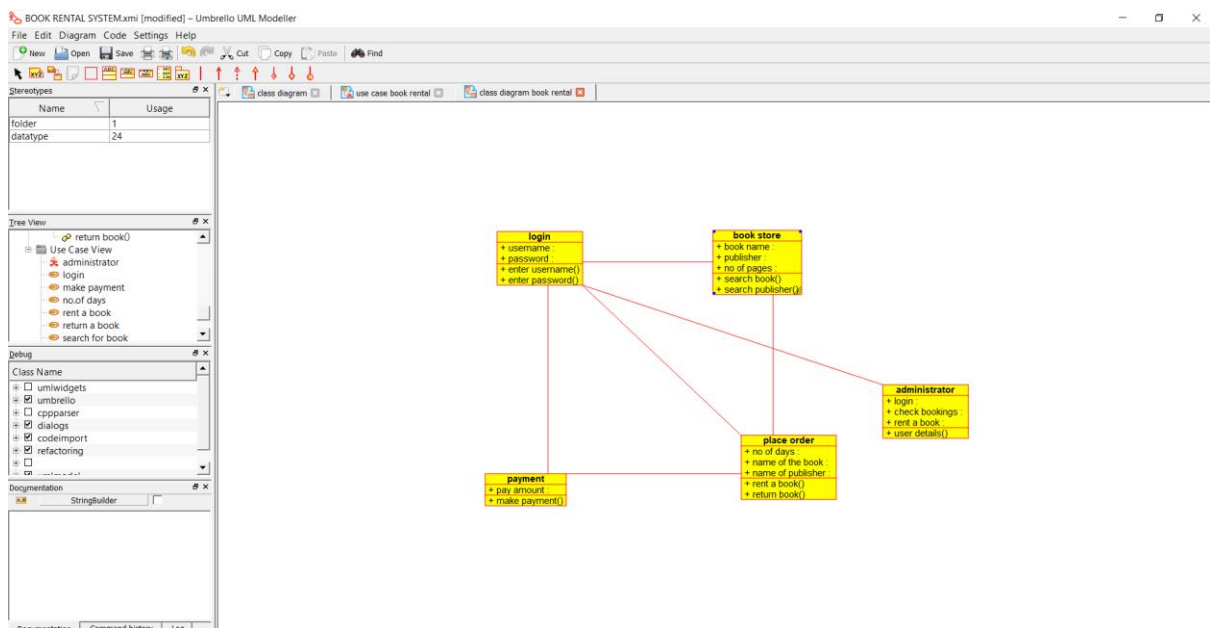 BOOK RENTAL SYSTEM.xmi [modified] – Umbrello UML Modeller
File Edit Diagram Code Settings Help
New Open Save Cut Copy Paste Find
Stereotypes
Name Usage
folder 1
datatype 24
Tree View
return book()
Use Case View
administrator
login
make payment
no.of days
rent a book
return a book
search for book
Debug
Class Name
umlwidgets
umbrello
cppparser
dialogs
codeimport
refactoring
umlmodel
Documentation
StringBuilder
Documentation Command history Log
class diagram use case book rental class diagram book rental
login
+ username :
+ password :
+ enter username()
+ enter password()
book store
+ book name :
+ publisher :
+ no of pages :
+ search book()
+ search publisher()
administrator
+ login :
+ check bookings :
+ rent a book :
+ user details()
place order
+ no of days :
+ name of the book :
+ name of publisher :
+ rent a book()
+ return book()
payment
+ pay amount :
+ make payment()